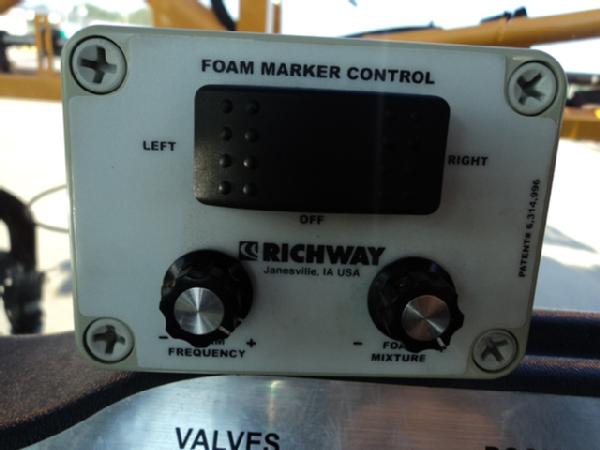 FOAM MARKER CONTROL
LEFT
RIGHT
OFF
PATENT# 6,314,996
RICHWAY
Janesville, IA USA
- +
FREQUENCY
- +
MIXTURE
VALVES